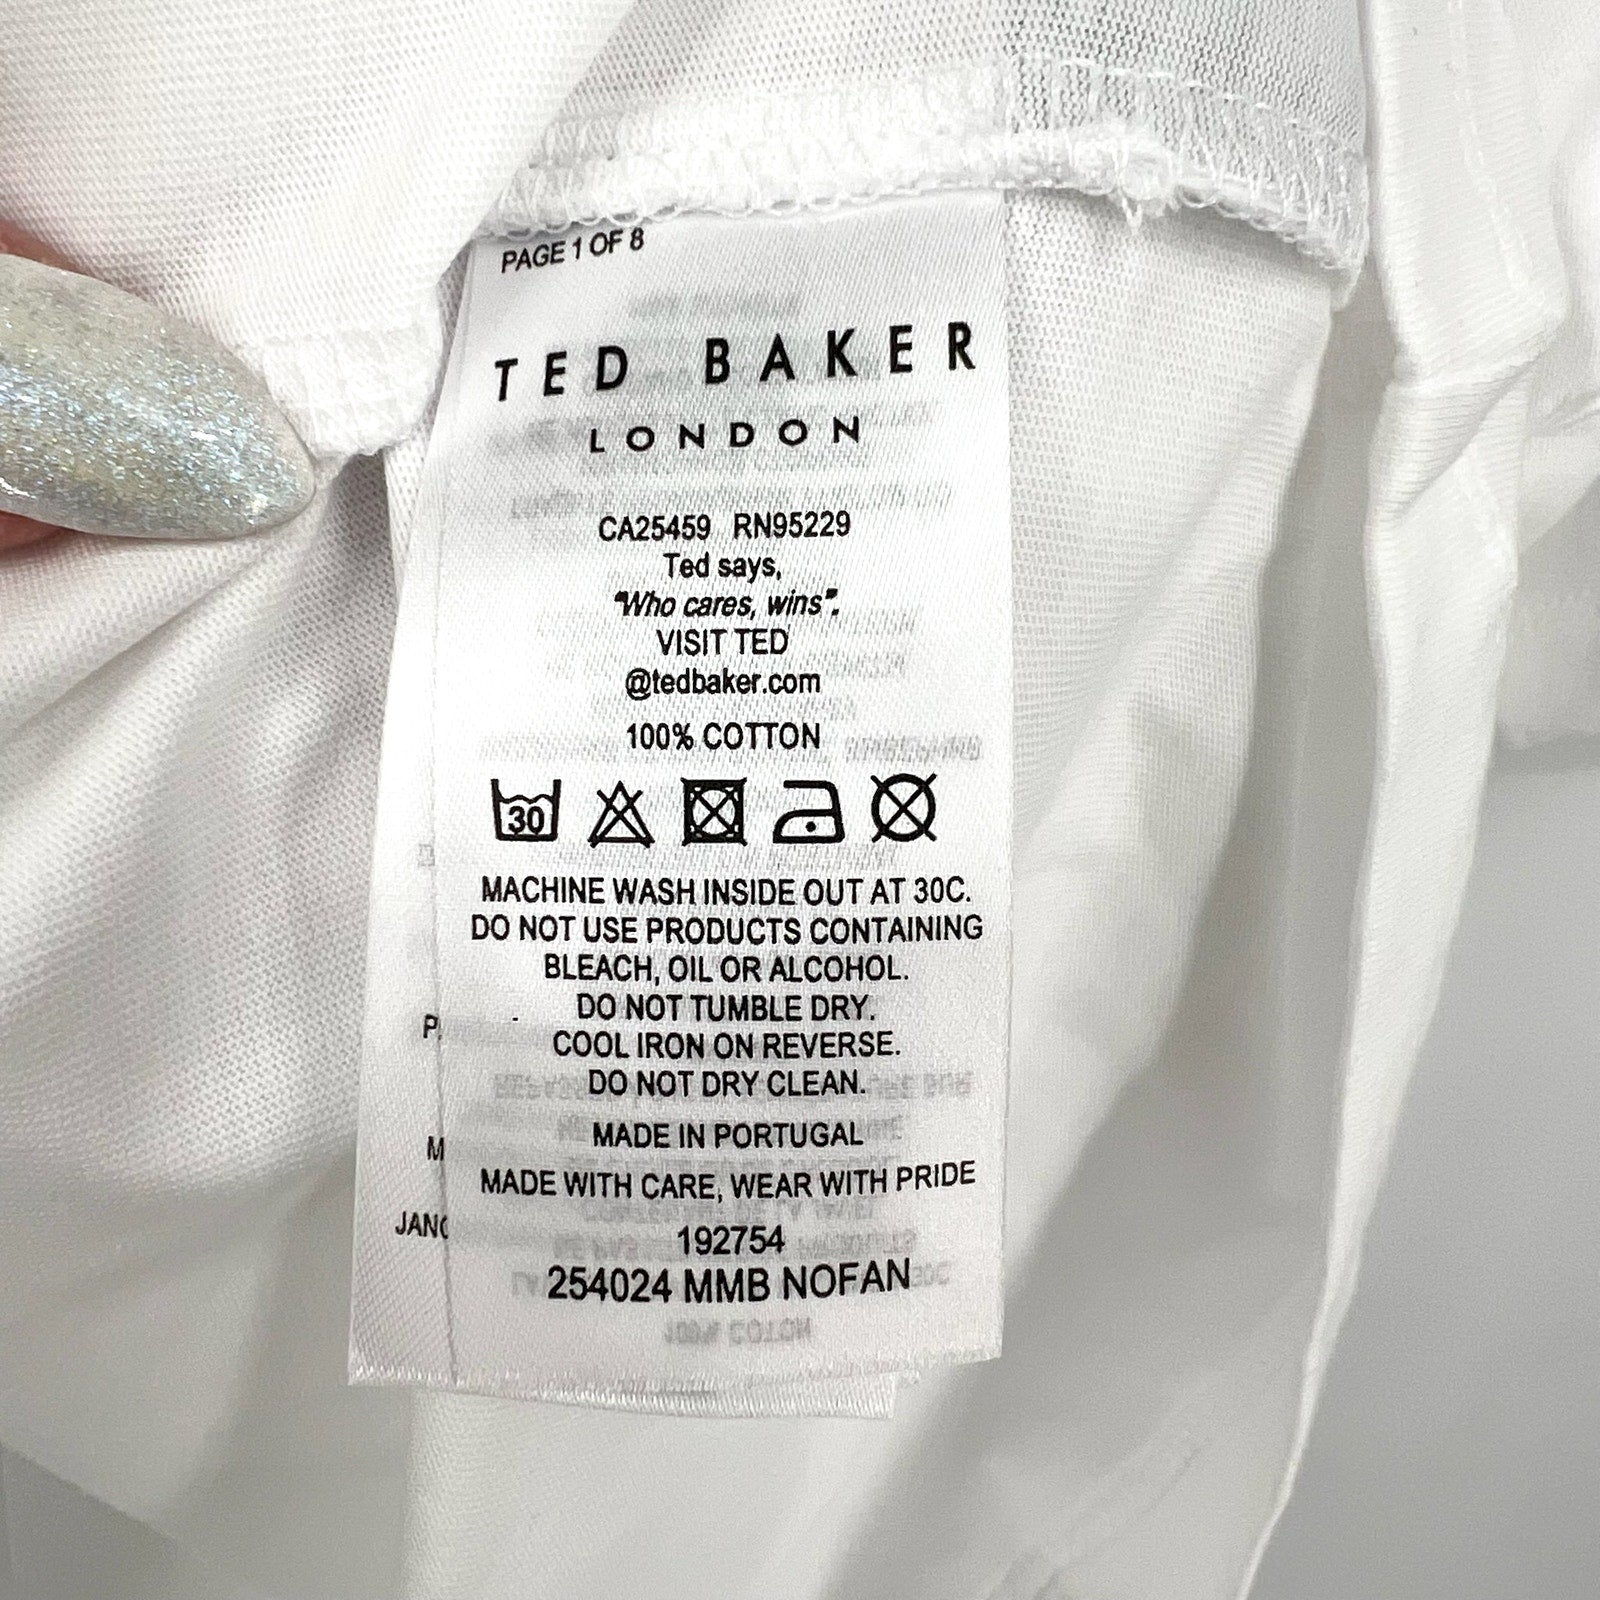 PAGE 1 OF 8
TED BAKER
LONDON
CA25459 RN95229
Ted says,
"Who cares, wins".
VISIT TED
@tedbaker.com
100% COTTON
30
MACHINE WASH INSIDE OUT AT 30C.
DO NOT USE PRODUCTS CONTAINING
BLEACH, OIL OR ALCOHOL.
DO NOT TUMBLE DRY.
COOL IRON ON REVERSE.
DO NOT DRY CLEAN.
MADE IN PORTUGAL
MADE WITH CARE, WEAR WITH PRIDE
192754
254024 MMB NOFAN